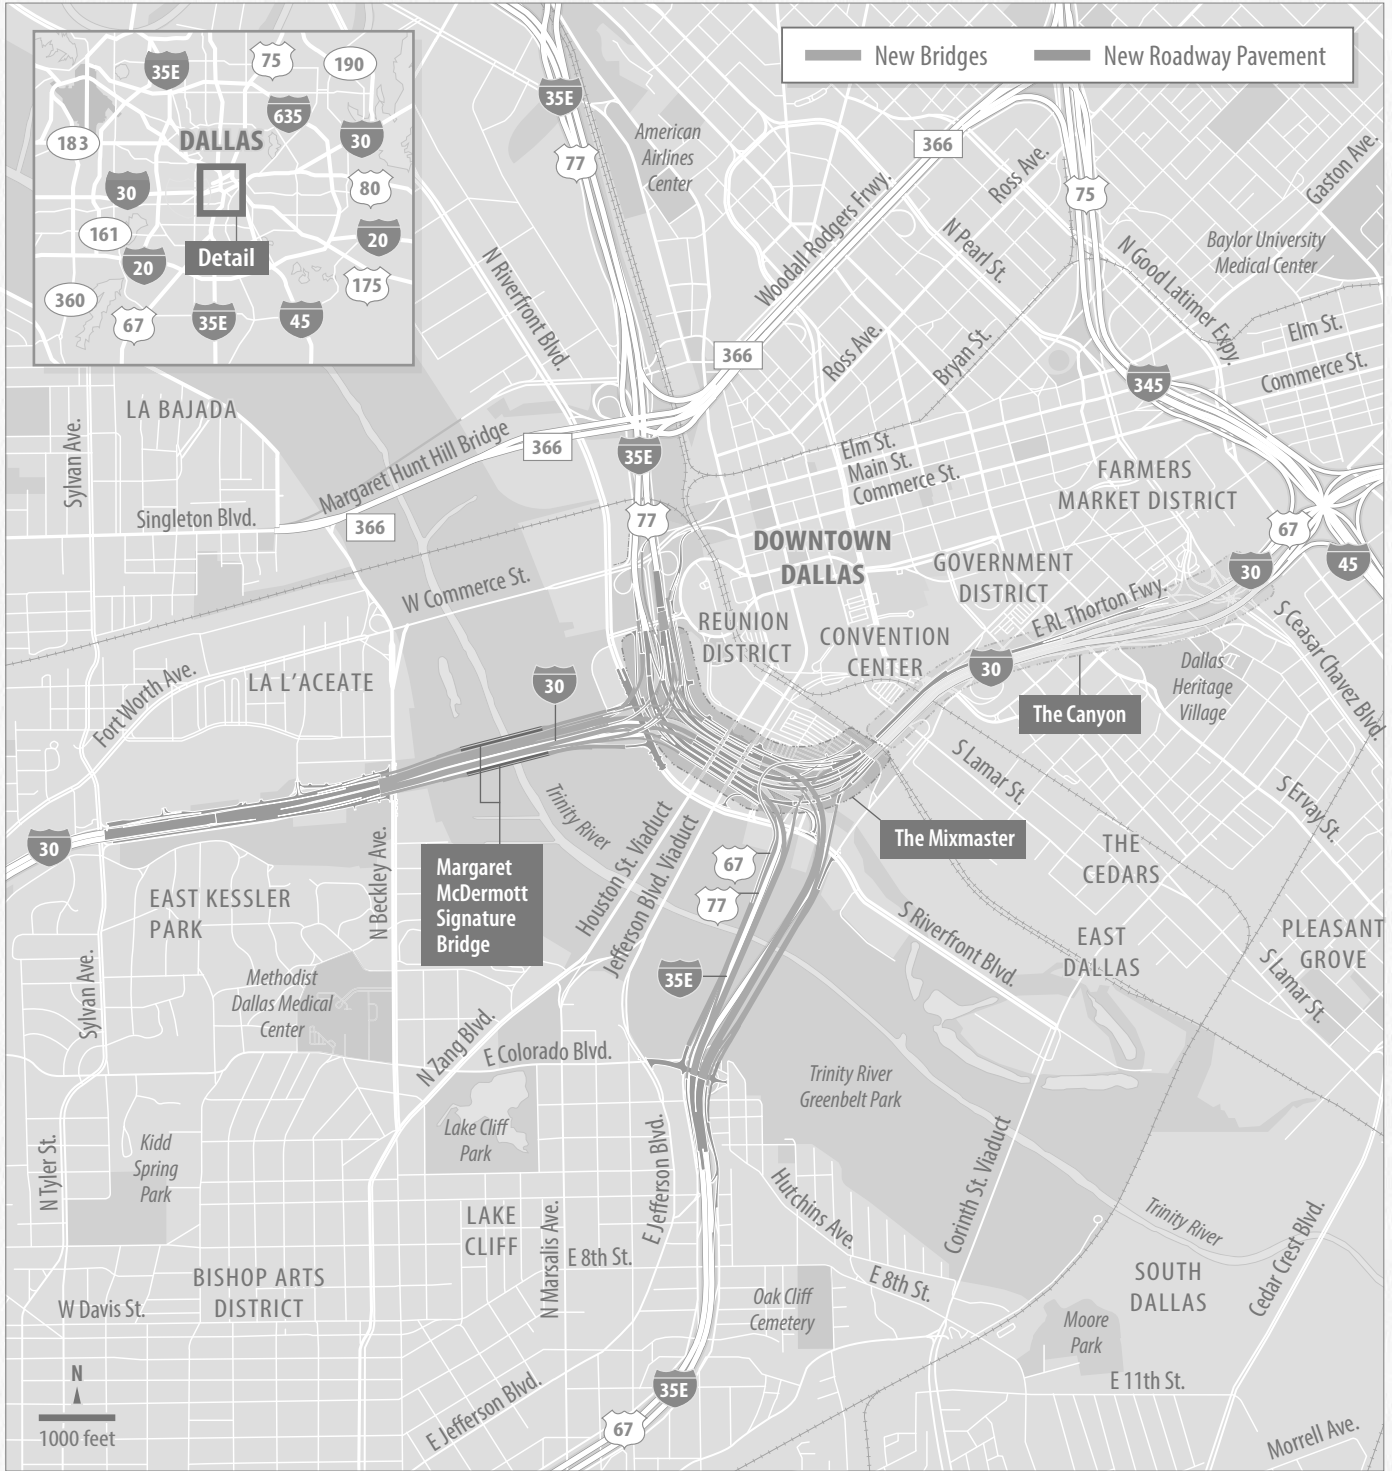 New Bridges
New Roadway Pavement
35E
75
190
635
183
DALLAS
30
30
80
161
20
20
Detail
360
175
67
35E
45
35E
77
American
Airlines
Center
366
Ross Ave.
75
Gaston Ave.
Woodall Rodgers Frwy.
N Pearl St.
N Good Latimer Expy.
Baylor University
Medical Center
N Riverfront Blvd.
366
Ross Ave.
Bryan St.
Elm St.
Commerce St.
345
LA BAJADA
Sylvan Ave.
Margaret Hunt Hill Bridge
366
35E
Elm St.
Main St.
Commerce St.
FARMERS
MARKET DISTRICT
Singleton Blvd.
366
77
67
DOWNTOWN
DALLAS
GOVERNMENT
DISTRICT
30
45
W Commerce St.
E RL Thorton Fwy.
REUNION
DISTRICT
CONVENTION
CENTER
S Ceasar Chavez Blvd.
Fort Worth Ave.
LA L'ACEATE
30
30
Dallas
Heritage
Village
The Canyon
S Lamar St.
S Ervay St.
Trinity River
30
The Mixmaster
N Beckley Ave.
Margaret
McDermott
Signature
Bridge
Houston St. Viaduct
Jefferson Blvd. Viaduct
67
77
THE
CEDARS
EAST KESSLER
PARK
S Riverfront Blvd.
EAST
DALLAS
PLEASANT
GROVE
S Lamar St.
Sylvan Ave.
Methodist
Dallas Medical
Center
35E
N Zang Blvd.
E Colorado Blvd.
Trinity River
Greenbelt Park
Lake Cliff
Park
N Tyler St.
Kidd
Spring
Park
E Jefferson Blvd.
Hutchins Ave.
Corinth St. Viaduct
LAKE
CLIFF
N Marsalis Ave.
E 8th St.
Trinity River
Cedar Crest Blvd.
BISHOP ARTS
DISTRICT
E 8th St.
SOUTH
DALLAS
W Davis St.
Oak Cliff
Cemetery
Moore
Park
N
35E
E 11th St.
1000 feet
E Jefferson Blvd.
67
Morrell Ave.